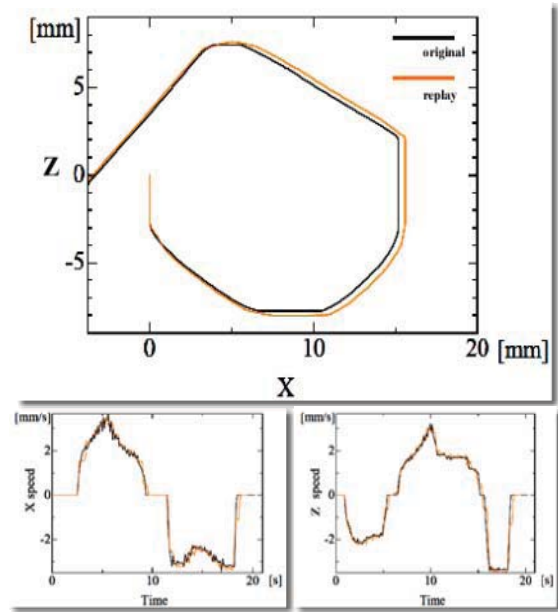 [mm]
original
replay
5
Z
0
-5
0
10
20
[mm]
X
[mm/s]
2
X speed
0
-2
0
10
20
[s]
Time
[mm/s]
2
Z speed
0
-2
0
10
20
[s]
Time